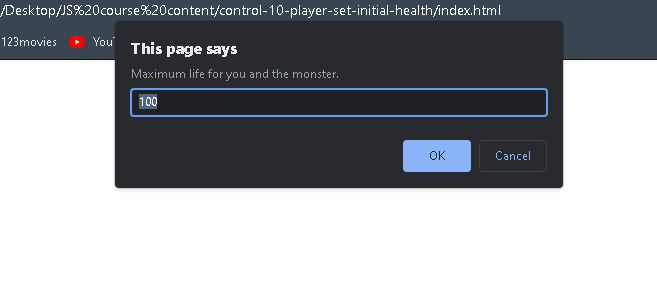 /Desktop/JS%20course%20content/control-10-player-set-initial-health/index.html
123movies YouT
This page says
Maximum life for you and the monster.
100
OK Cancel